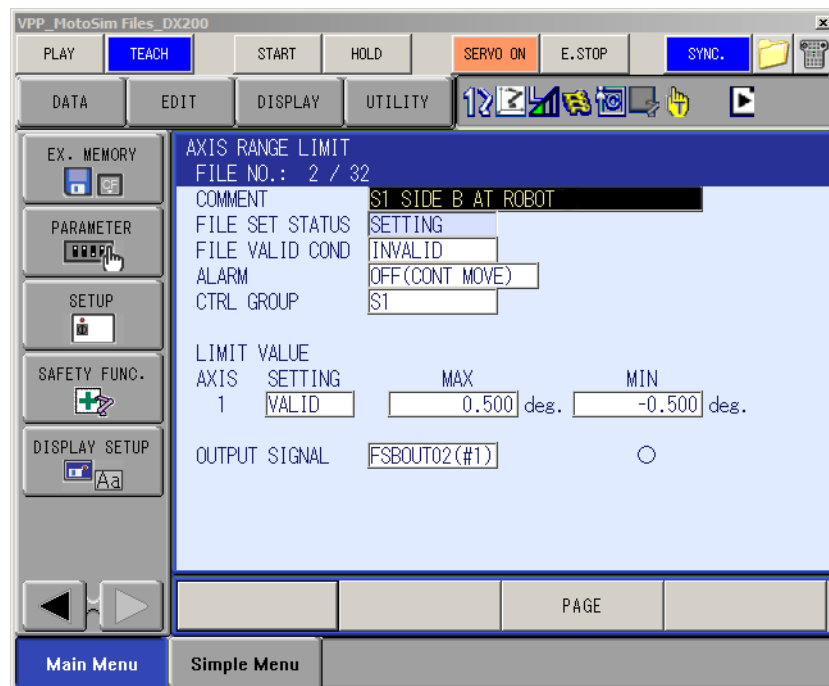 VPP_MotoSim Files_DX200
PLAY TEACH START HOLD SERVO ON E.STOP SYNC.
DATA EDIT DISPLAY UTILITY
EX. MEMORY
CF
PARAMETER
SETUP
SAFETY FUNC.
DISPLAY SETUP
Aa
AXIS RANGE LIMIT
FILE NO.: 2 / 32
COMMENT S1 SIDE B AT ROBOT
FILE SET STATUS SETTING
FILE VALID COND INVALID
ALARM OFF(CONT MOVE)
CTRL GROUP S1
LIMIT VALUE
AXIS SETTING MAX MIN
1 VALID 0.500 deg. -0.500 deg.
OUTPUT SIGNAL FSBOUT02(#1)
PAGE
Main Menu Simple Menu